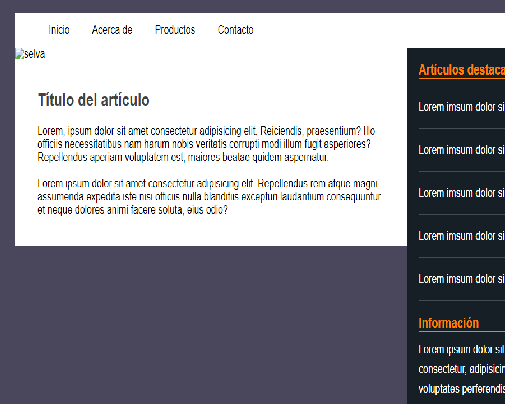 Inicio Acerca de Productos Contacto
selva
Título del artículo
Lorem, ipsum dolor sit amet consectetur adipisicing elit. Reiciendis, praesentium? Illo
officiis necessitatibus nam harum nobis veritatis corrupti modi illum fugit asperiores?
Repellendus aperiam voluptatem est, maiores beatae quidem aspernatur.
Lorem ipsum dolor sit amet consectetur adipisicing elit. Repellendus rem atque magni
assumenda expedita iste nisi officiis nulla blanditiis excepturi laudantium consequuntur
et neque dolores animi facere soluta, eius odio?
Artículos destaca
Lorem imsum dolor si
Lorem imsum dolor si
Lorem imsum dolor si
Lorem imsum dolor si
Lorem imsum dolor si
Información
Lorem ipsum dolor sit
consectetur, adipisicin
voluptates perferendis